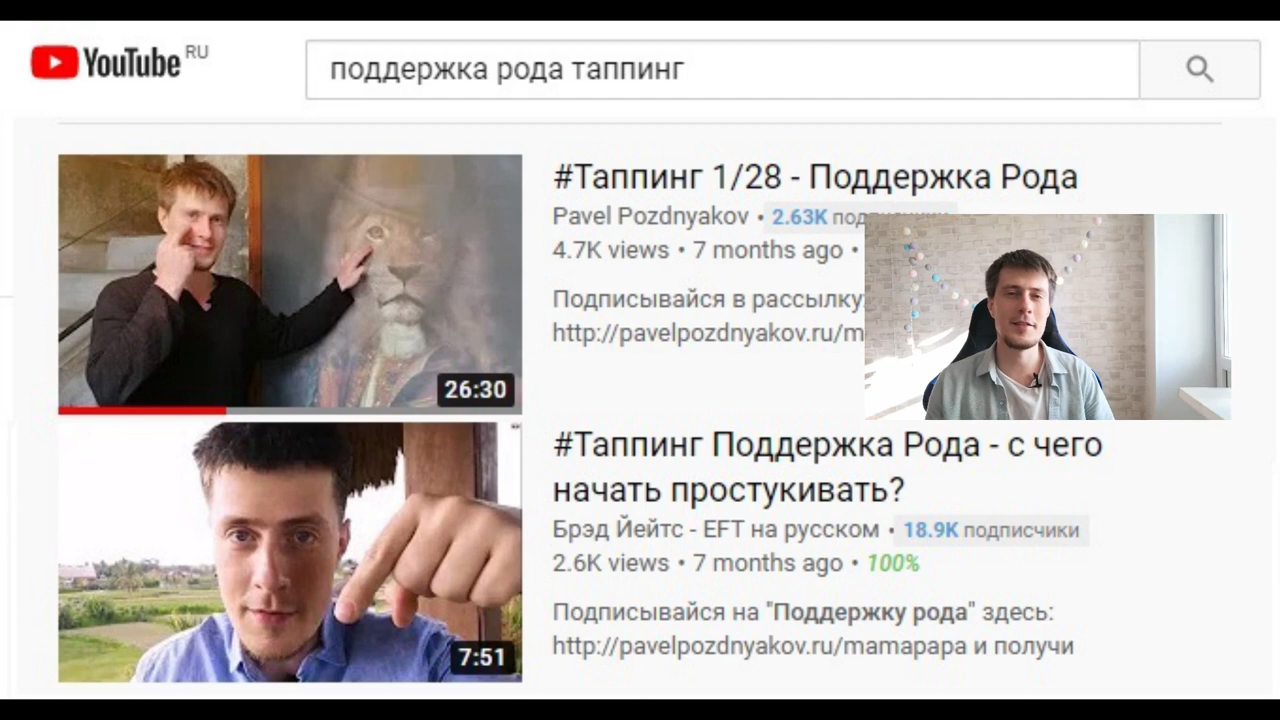 YouTube RU
поддержка рода таппинг
#Таппинг 1/28 - Поддержка Рода
Pavel Pozdnyakov • 2.63K
4.7K views • 7 months ago •
Подписывайся в рассылку
http://pavelpozdnyakov.ru/m
26:30
#Таппинг Поддержка Рода - с чего
начать простукивать?
Брэд Йейтс - EFT на русском • 18.9K подписчики
2.6K views • 7 months ago • 100%
Подписывайся на "Поддержку рода" здесь:
http://pavelpozdnyakov.ru/mamapapa и получи
7:51